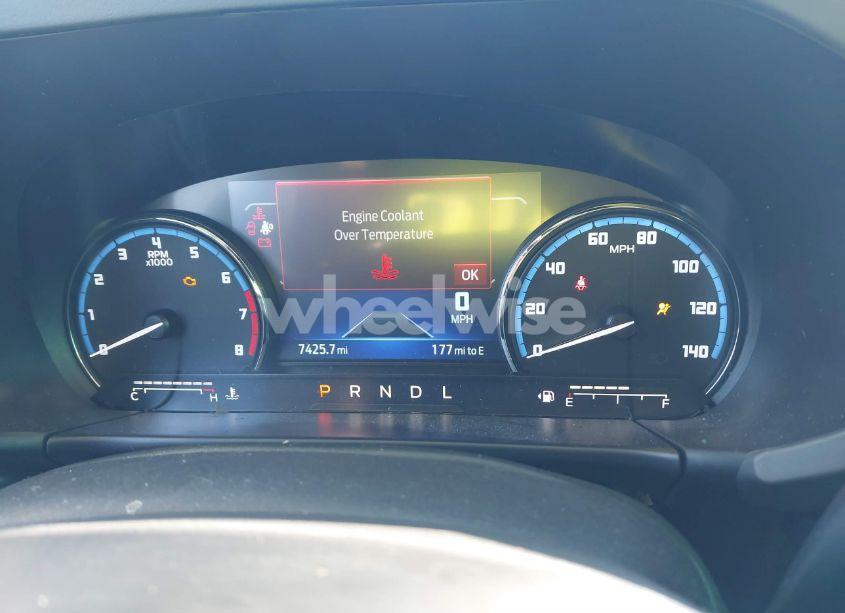 Engine Coolant
Over Temperature
OK
0
MPH
7425.7 mi
177 mi to E
0 1 2 3 4 5 6 7 8
RPM
x1000
0 20 40 60 80 100 120 140
MPH
C H
P R N D L
E F
wheelwise